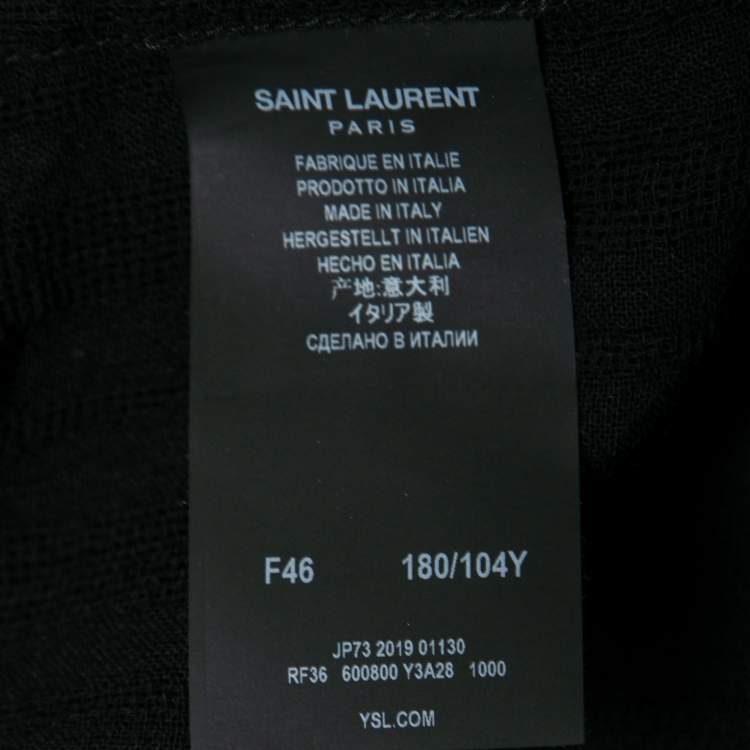 SAINT LAURENT
PARIS
FABRIQUE EN ITALIE
PRODOTTO IN ITALIA
MADE IN ITALY
HERGESTELLT IN ITALIEN
HECHO EN ITALIA
产地:意大利
イタリア製
СДЕЛАНО В ИТАЛИИ
F46 180/104Y
JP73 2019 01130
RF36 600800 Y3A28 1000
YSL.COM